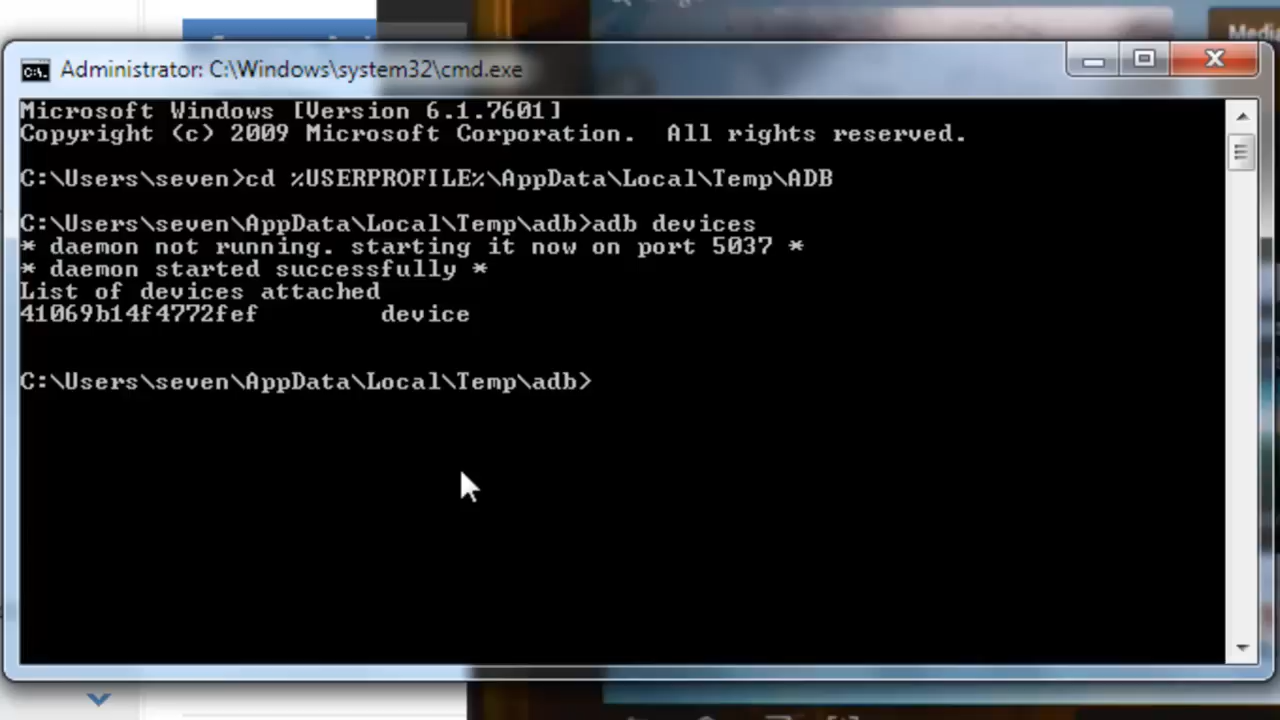 Administrator: C:\Windows\system32\cmd.exe
Microsoft Windows [Version 6.1.7601]
Copyright (c) 2009 Microsoft Corporation.  All rights reserved.
C:\Users\seven>cd %USERPROFILE%\AppData\Local\Temp\ADB
C:\Users\seven\AppData\Local\Temp\adb>adb devices
* daemon not running. starting it now on port 5037 *
* daemon started successfully *
List of devices attached
41069b14f4772fef        device
C:\Users\seven\AppData\Local\Temp\adb>